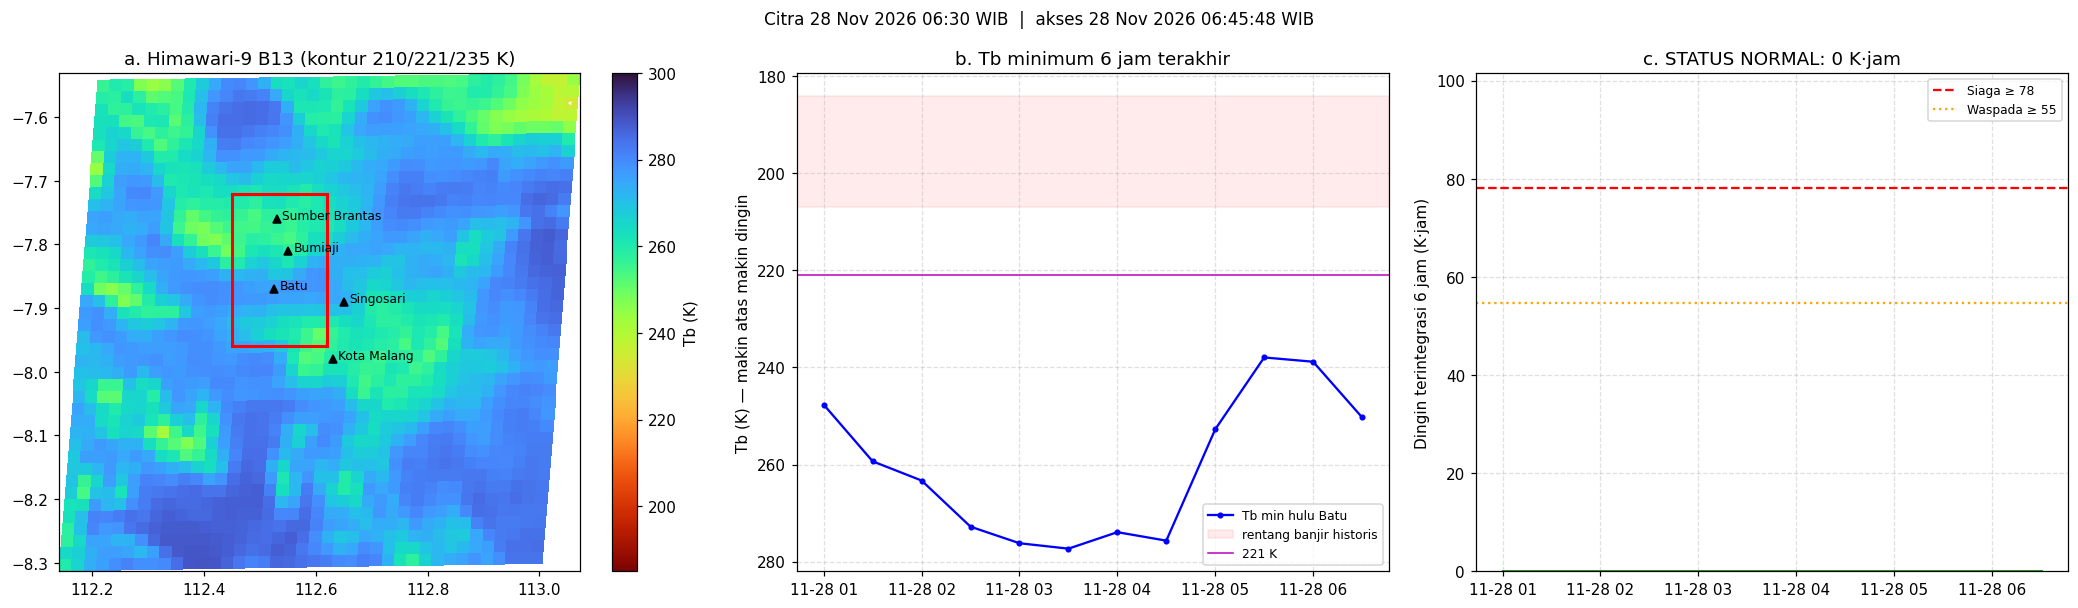 Citra 28 Nov 2026 06:30 WIB | akses 28 Nov 2026 06:45:48 WIB
a. Himawari-9 B13 (kontur 210/221/235 K)
−7.6
−7.7
−7.8
−7.9
−8.0
−8.1
−8.2
−8.3
112.2 112.4 112.6 112.8 113.0
Sumber Brantas
Bumiaji
Batu
Singosari
Kota Malang
300
280
260
240
220
200
Tb (K)
b. Tb minimum 6 jam terakhir
Tb (K) — makin atas makin dingin
180
200
220
240
260
280
11-28 01 11-28 02 11-28 03 11-28 04 11-28 05 11-28 06
Tb min hulu Batu
rentang banjir historis
221 K
c. STATUS NORMAL: 0 K·jam
Dingin terintegrasi 6 jam (K·jam)
100
80
60
40
20
0
11-28 01 11-28 02 11-28 03 11-28 04 11-28 05 11-28 06
Siaga ≥ 78
Waspada ≥ 55